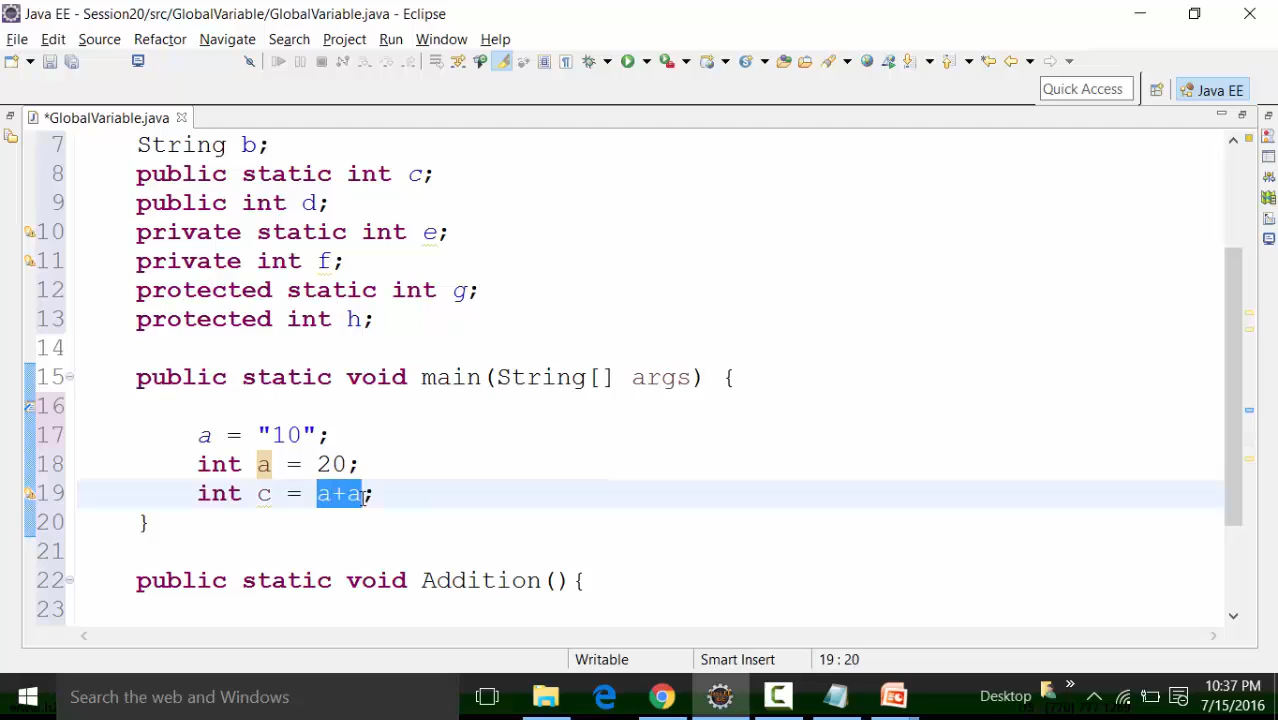 Java EE - Session20/src/GlobalVariable/GlobalVariable.java - Eclipse
File Edit Source Refactor Navigate Search Project Run Window Help
Quick Access
Java EE
*GlobalVariable.java
7 String b;
8 public static int c;
9 public int d;
10 private static int e;
11 private int f;
12 protected static int g;
13 protected int h;
14
15 public static void main(String[] args) {
16
17 a = "10";
18 int a = 20;
19 int c = a+a;
20 }
21
22 public static void Addition(){
23
Writable Smart Insert 19 : 20
Search the web and Windows
Desktop
10:37 PM
7/15/2016